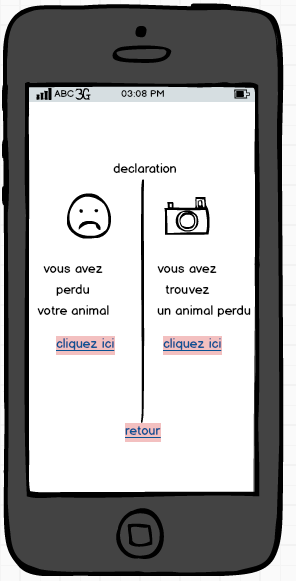 ABC 3G 03:08 PM
declaration
vous avez
perdu
votre animal
cliquez ici
vous avez
trouvez
un animal perdu
cliquez ici
retour